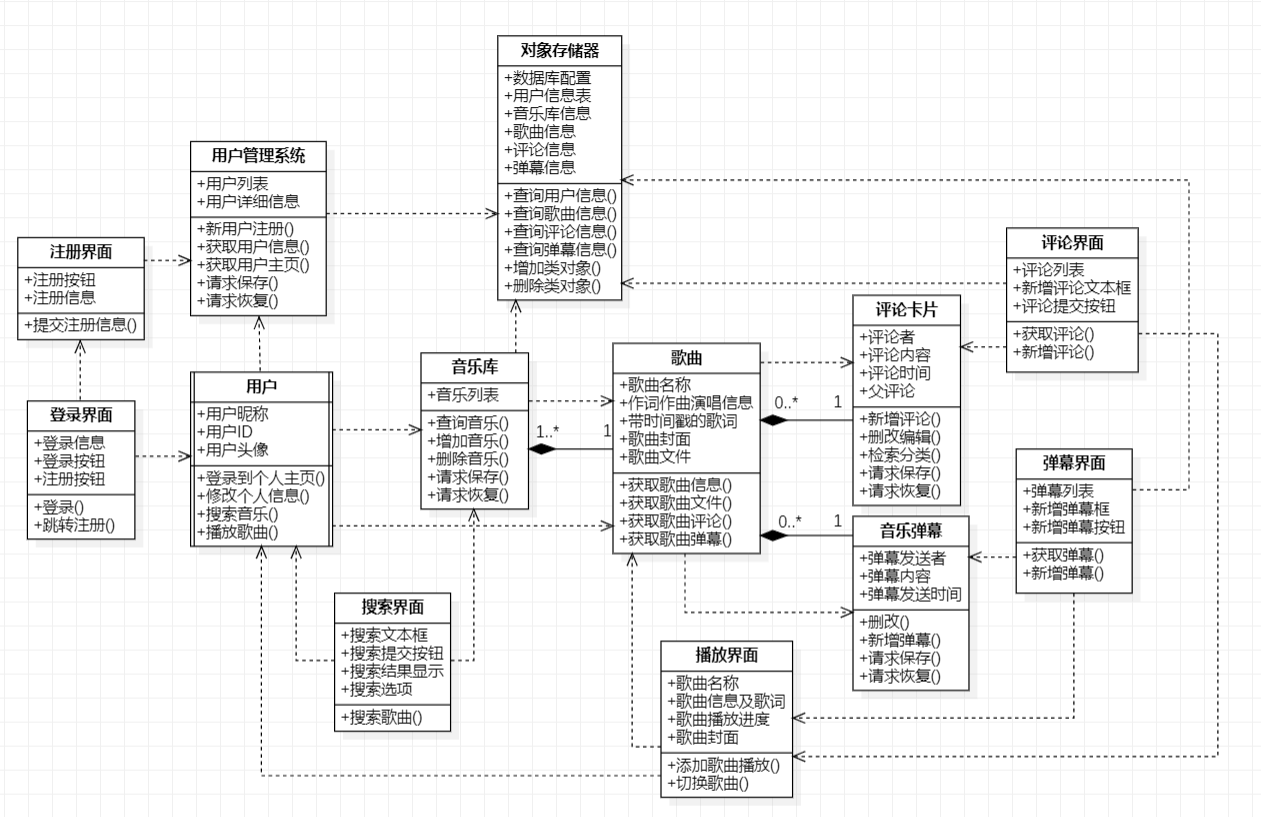 对象存储器
+数据库配置
+用户信息表
+音乐库信息
+歌曲信息
+评论信息
+弹幕信息
+查询用户信息()
+查询歌曲信息()
+查询评论信息()
+查询弹幕信息()
+增加类对象()
+删除类对象()
用户管理系统
+用户列表
+用户详细信息
+新用户注册()
+获取用户信息()
+获取用户主页()
+请求保存()
+请求恢复()
注册界面
+注册按钮
+注册信息
+提交注册信息()
登录界面
+登录信息
+登录按钮
+注册按钮
+登录()
+跳转注册()
用户
+用户昵称
+用户ID
+用户头像
+登录到个人主页()
+修改个人信息()
+搜索音乐()
+播放歌曲()
音乐库
+音乐列表
+查询音乐()
+增加音乐()
+删除音乐()
+请求保存()
+请求恢复()
1..*
1
歌曲
+歌曲名称
+作词作曲演唱信息
+带时间戳的歌词
+歌曲封面
+歌曲文件
+获取歌曲信息()
+获取歌曲文件()
+获取歌曲评论()
+获取歌曲弹幕()
0..*
1
0..*
1
评论卡片
+评论者
+评论内容
+评论时间
+父评论
+新增评论()
+删改编辑()
+检索分类()
+请求保存()
+请求恢复()
评论界面
+评论列表
+新增评论文本框
+评论提交按钮
+获取评论()
+新增评论()
弹幕界面
+弹幕列表
+新增弹幕框
+新增弹幕按钮
+获取弹幕()
+新增弹幕()
音乐弹幕
+弹幕发送者
+弹幕内容
+弹幕发送时间
+删改()
+新增弹幕()
+请求保存()
+请求恢复()
搜索界面
+搜索文本框
+搜索提交按钮
+搜索结果显示
+搜索选项
+搜索歌曲()
播放界面
+歌曲名称
+歌曲信息及歌词
+歌曲播放进度
+歌曲封面
+添加歌曲播放()
+切换歌曲()